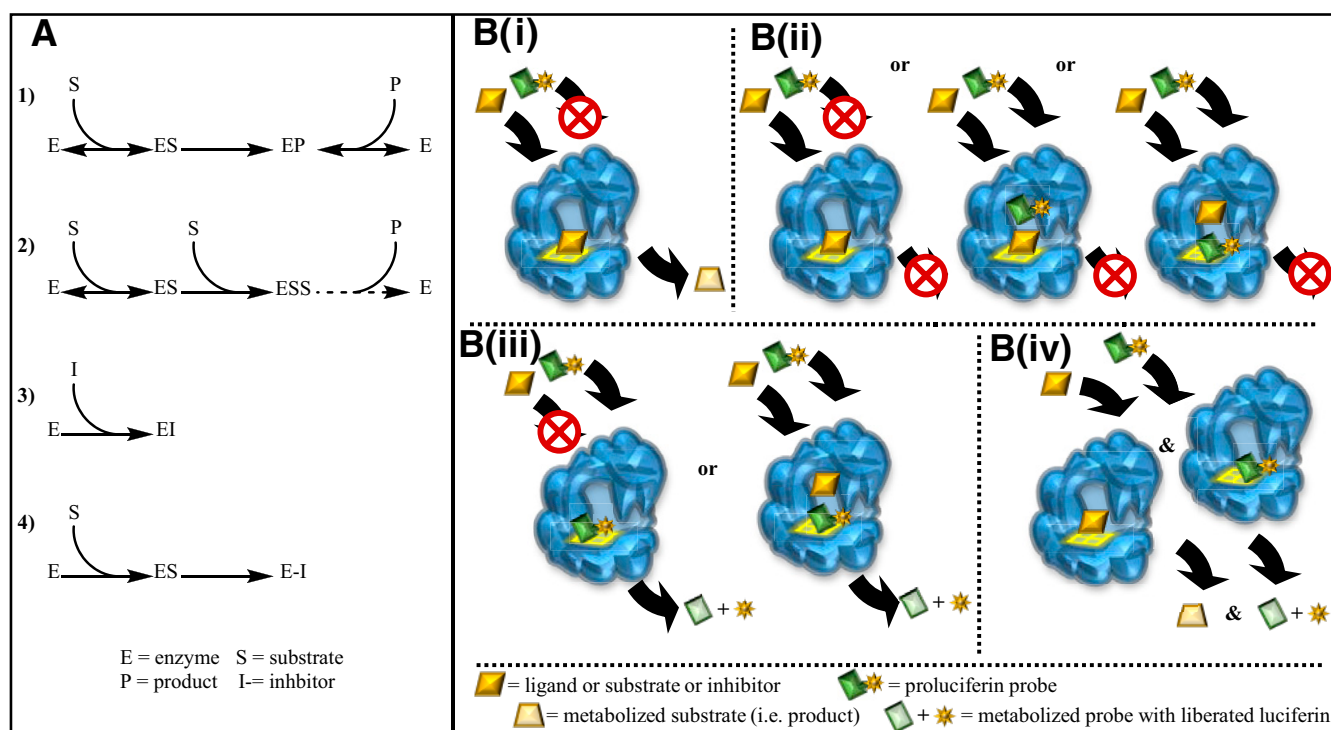 A
1)
S
P
E
ES
EP
E
2)
S
S
P
E
ES
ESS
E
3)
I
E
EI
4)
S
E
ES
E-I
E = enzyme S = substrate
P = product I-= inhbitor
B(i)
B(ii)
or
or
B(iii)
or
B(iv)
&
&
+
+
+
= ligand or substrate or inhibitor
= proluciferin probe
= metabolized substrate (i.e. product)
+
= metabolized probe with liberated luciferin